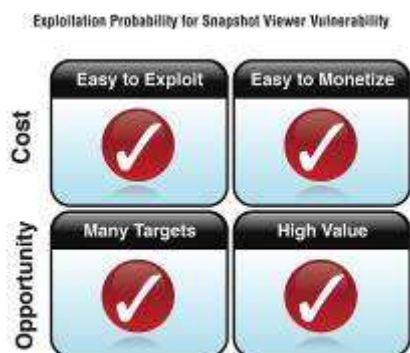 Exploitation Probability for Snapshot Viewer Vulnerability
Cost
Easy to Exploit
Easy to Monetize
Opportunity
Many Targets
High Value